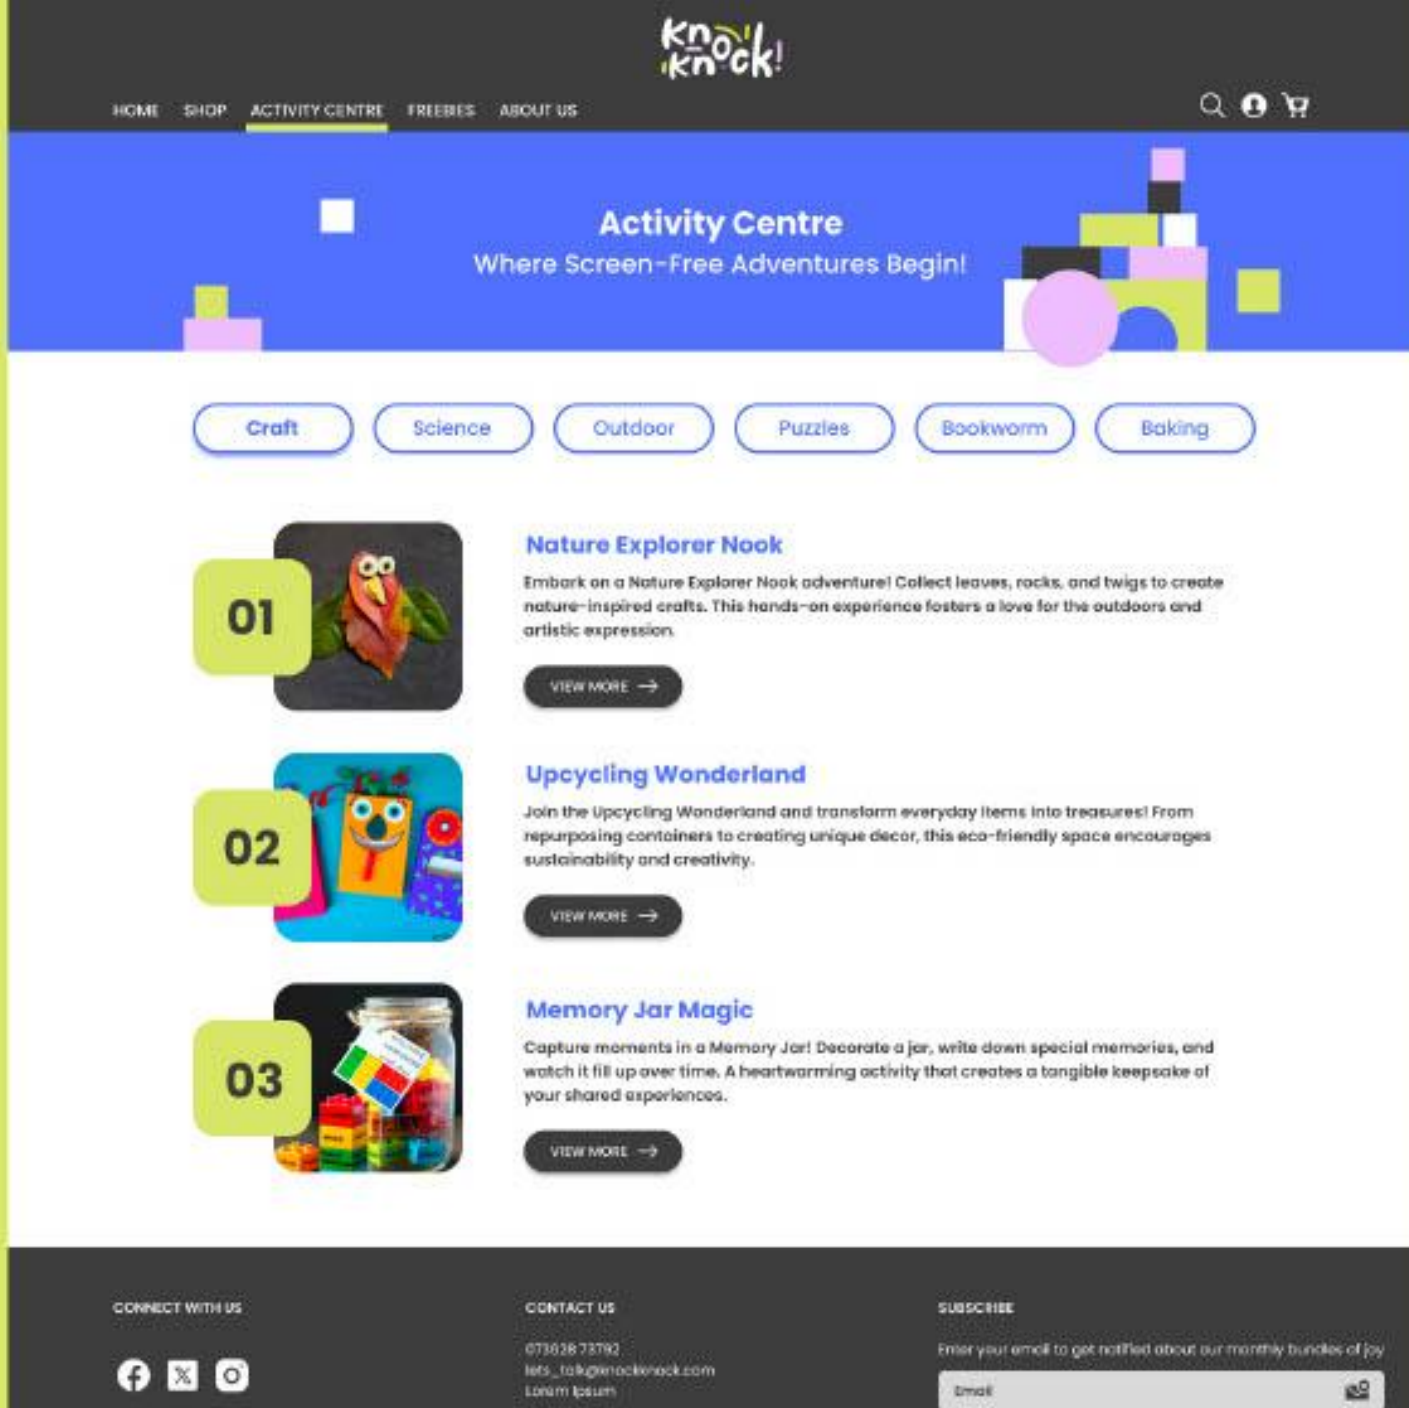 Knock
Knock!
HOME SHOP ACTIVITY CENTRE FREEBIES ABOUT US
Activity Centre
Where Screen-Free Adventures Begin!
Craft Science Outdoor Puzzles Bookworm Baking
01
Nature Explorer Nook
Embark on a Nature Explorer Nook adventure! Collect leaves, rocks, and twigs to create
nature-inspired crafts. This hands-on experience fosters a love for the outdoors and
artistic expression.
VIEW MORE
02
Upcycling Wonderland
Join the Upcycling Wonderland and transform everyday items into treasures! From
repurposing containers to creating unique decor, this eco-friendly space encourages
sustainability and creativity.
VIEW MORE
03
Memory Jar Magic
Capture moments in a Memory Jar! Decorate a jar, write down special memories, and
watch it fill up over time. A heartwarming activity that creates a tangible keepsake of
your shared experiences.
VIEW MORE
CONNECT WITH US
CONTACT US
073628 73792
lets_talk@knockknock.com
Lorem Ipsum
SUBSCRIBE
Enter your email to get notified about our monthly bundles of joy
Email